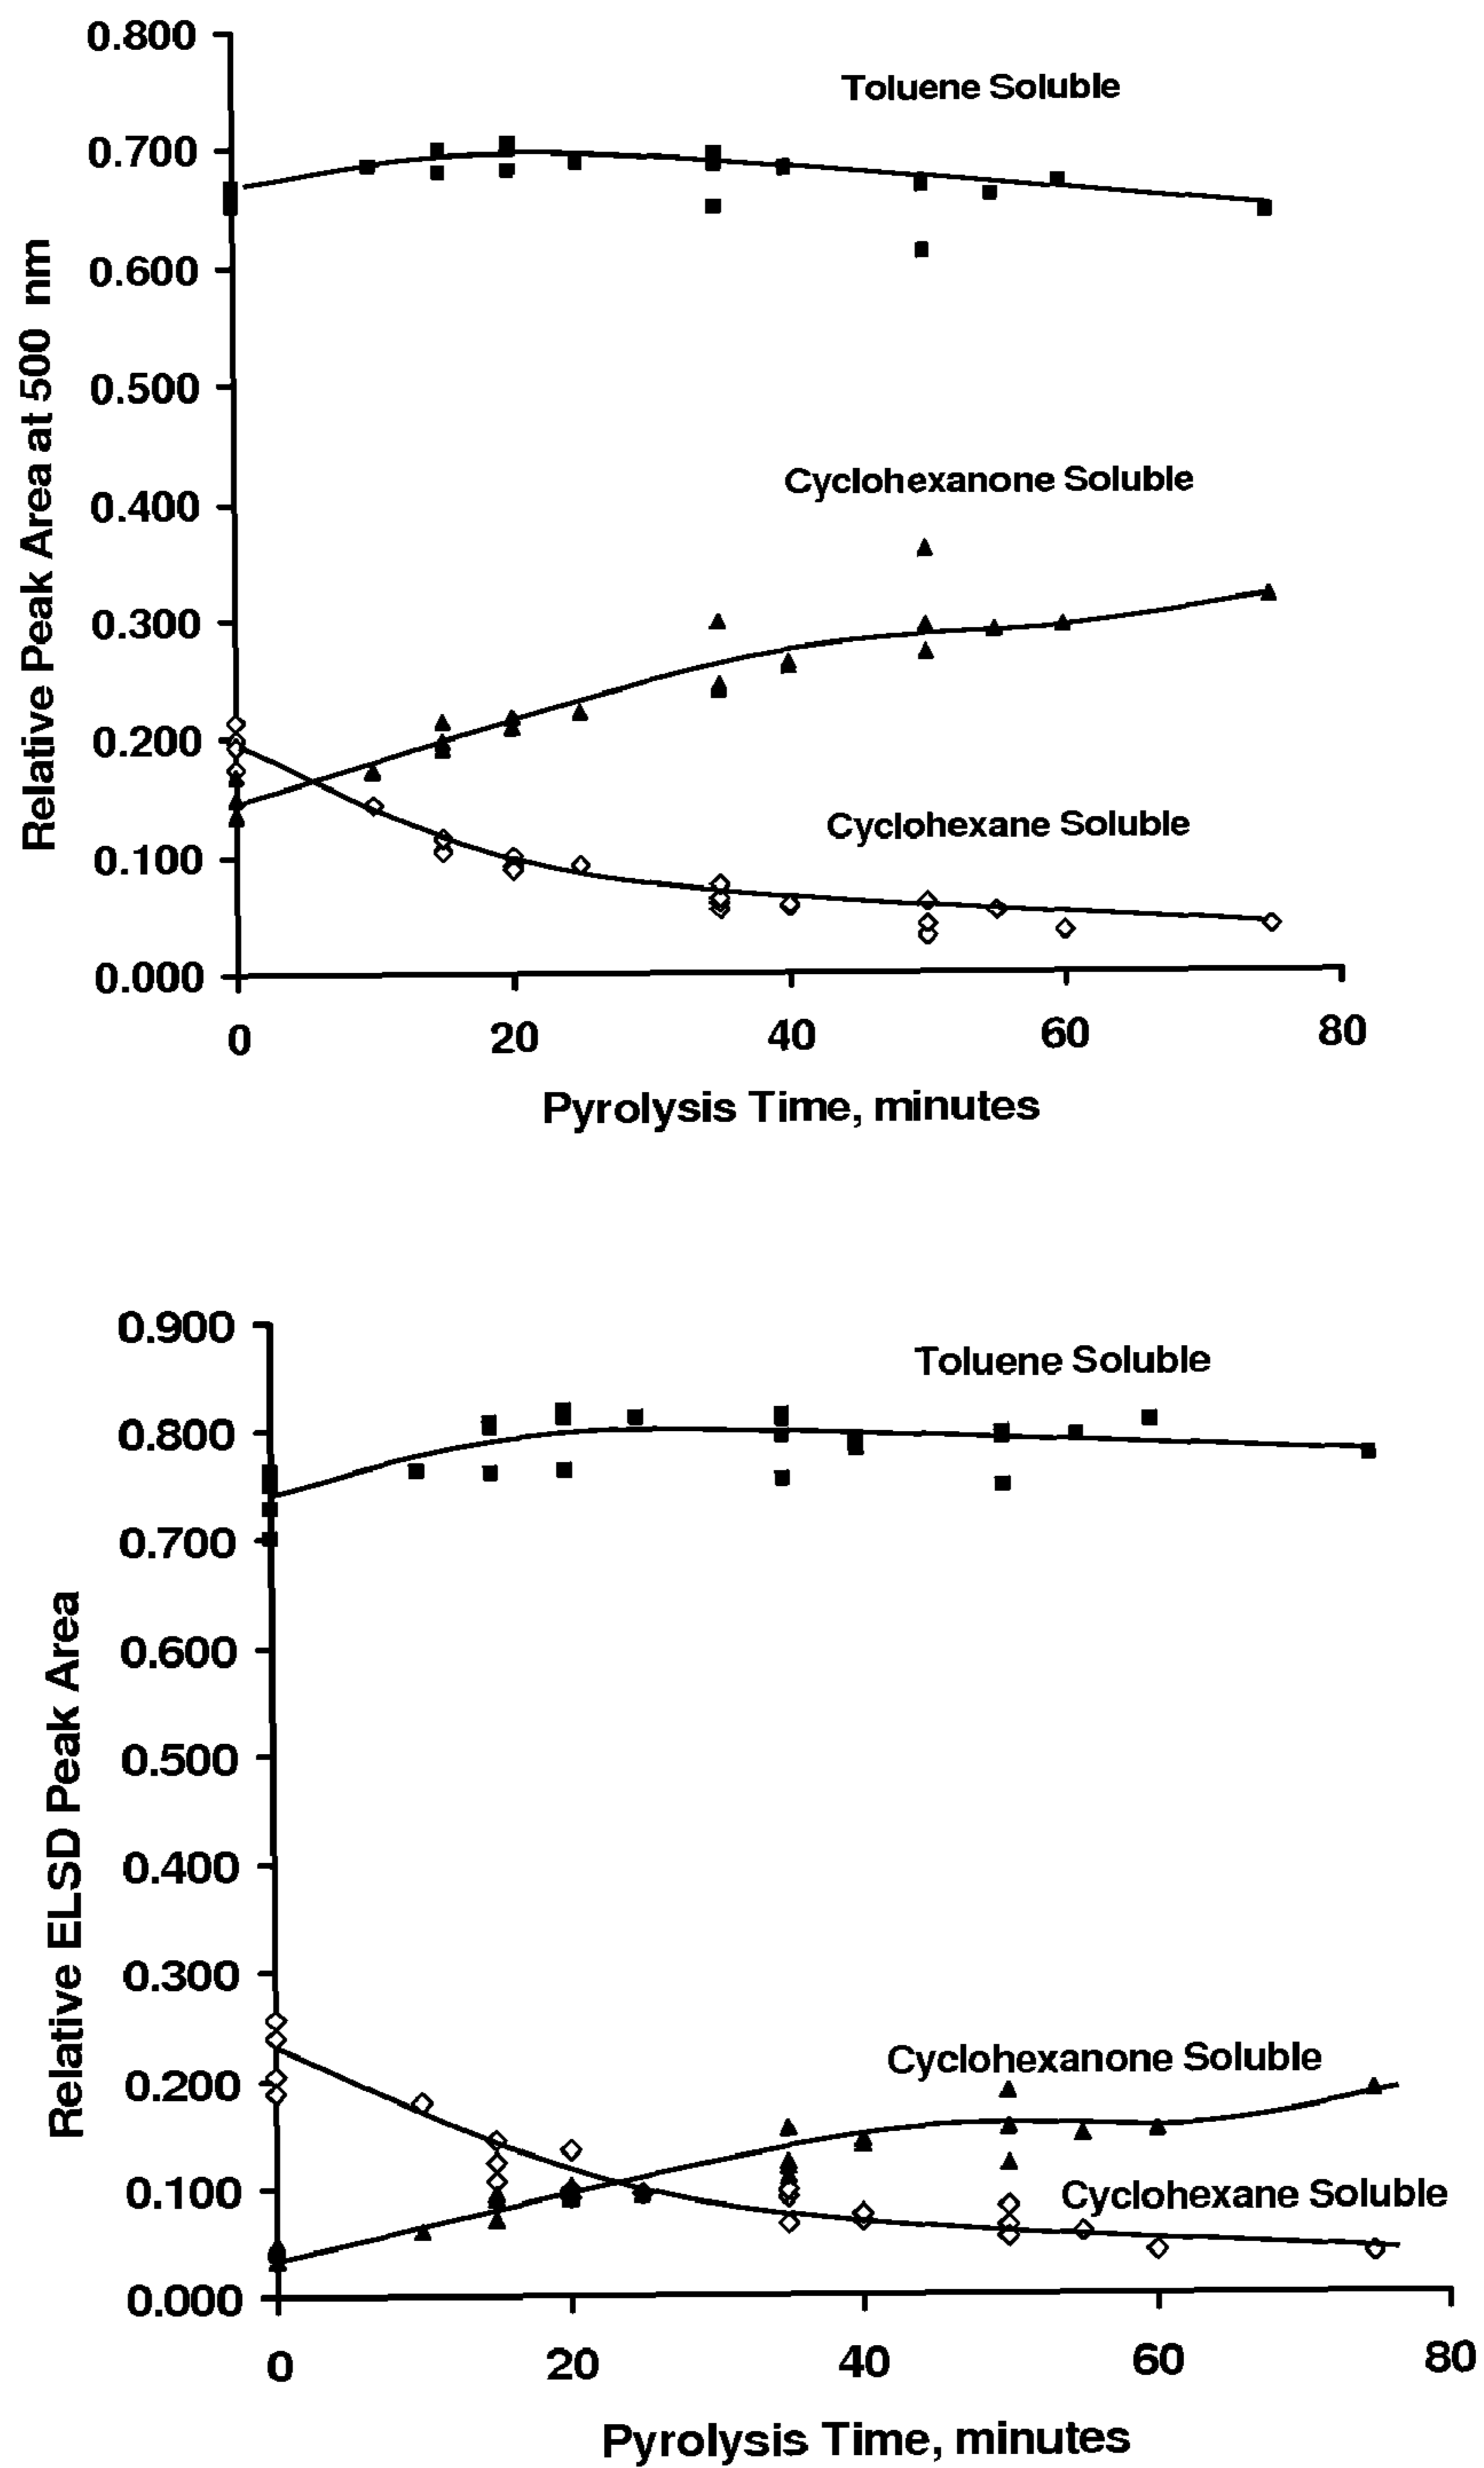 0.800
Toluene Soluble
0.700
0.600
0.500
Cyclohexanone Soluble
0.400
0.300
0.200
Cyclohexane Soluble
0.100
0.000
Relative Peak Area at 500 nm
0 20 40 60 80
Pyrolysis Time, minutes
0.900
Toluene Soluble
0.800
0.700
0.600
0.500
0.400
0.300
Cyclohexanone Soluble
0.200
0.100
Cyclohexane Soluble
0.000
Relative ELSD Peak Area
0 20 40 60 80
Pyrolysis Time, minutes